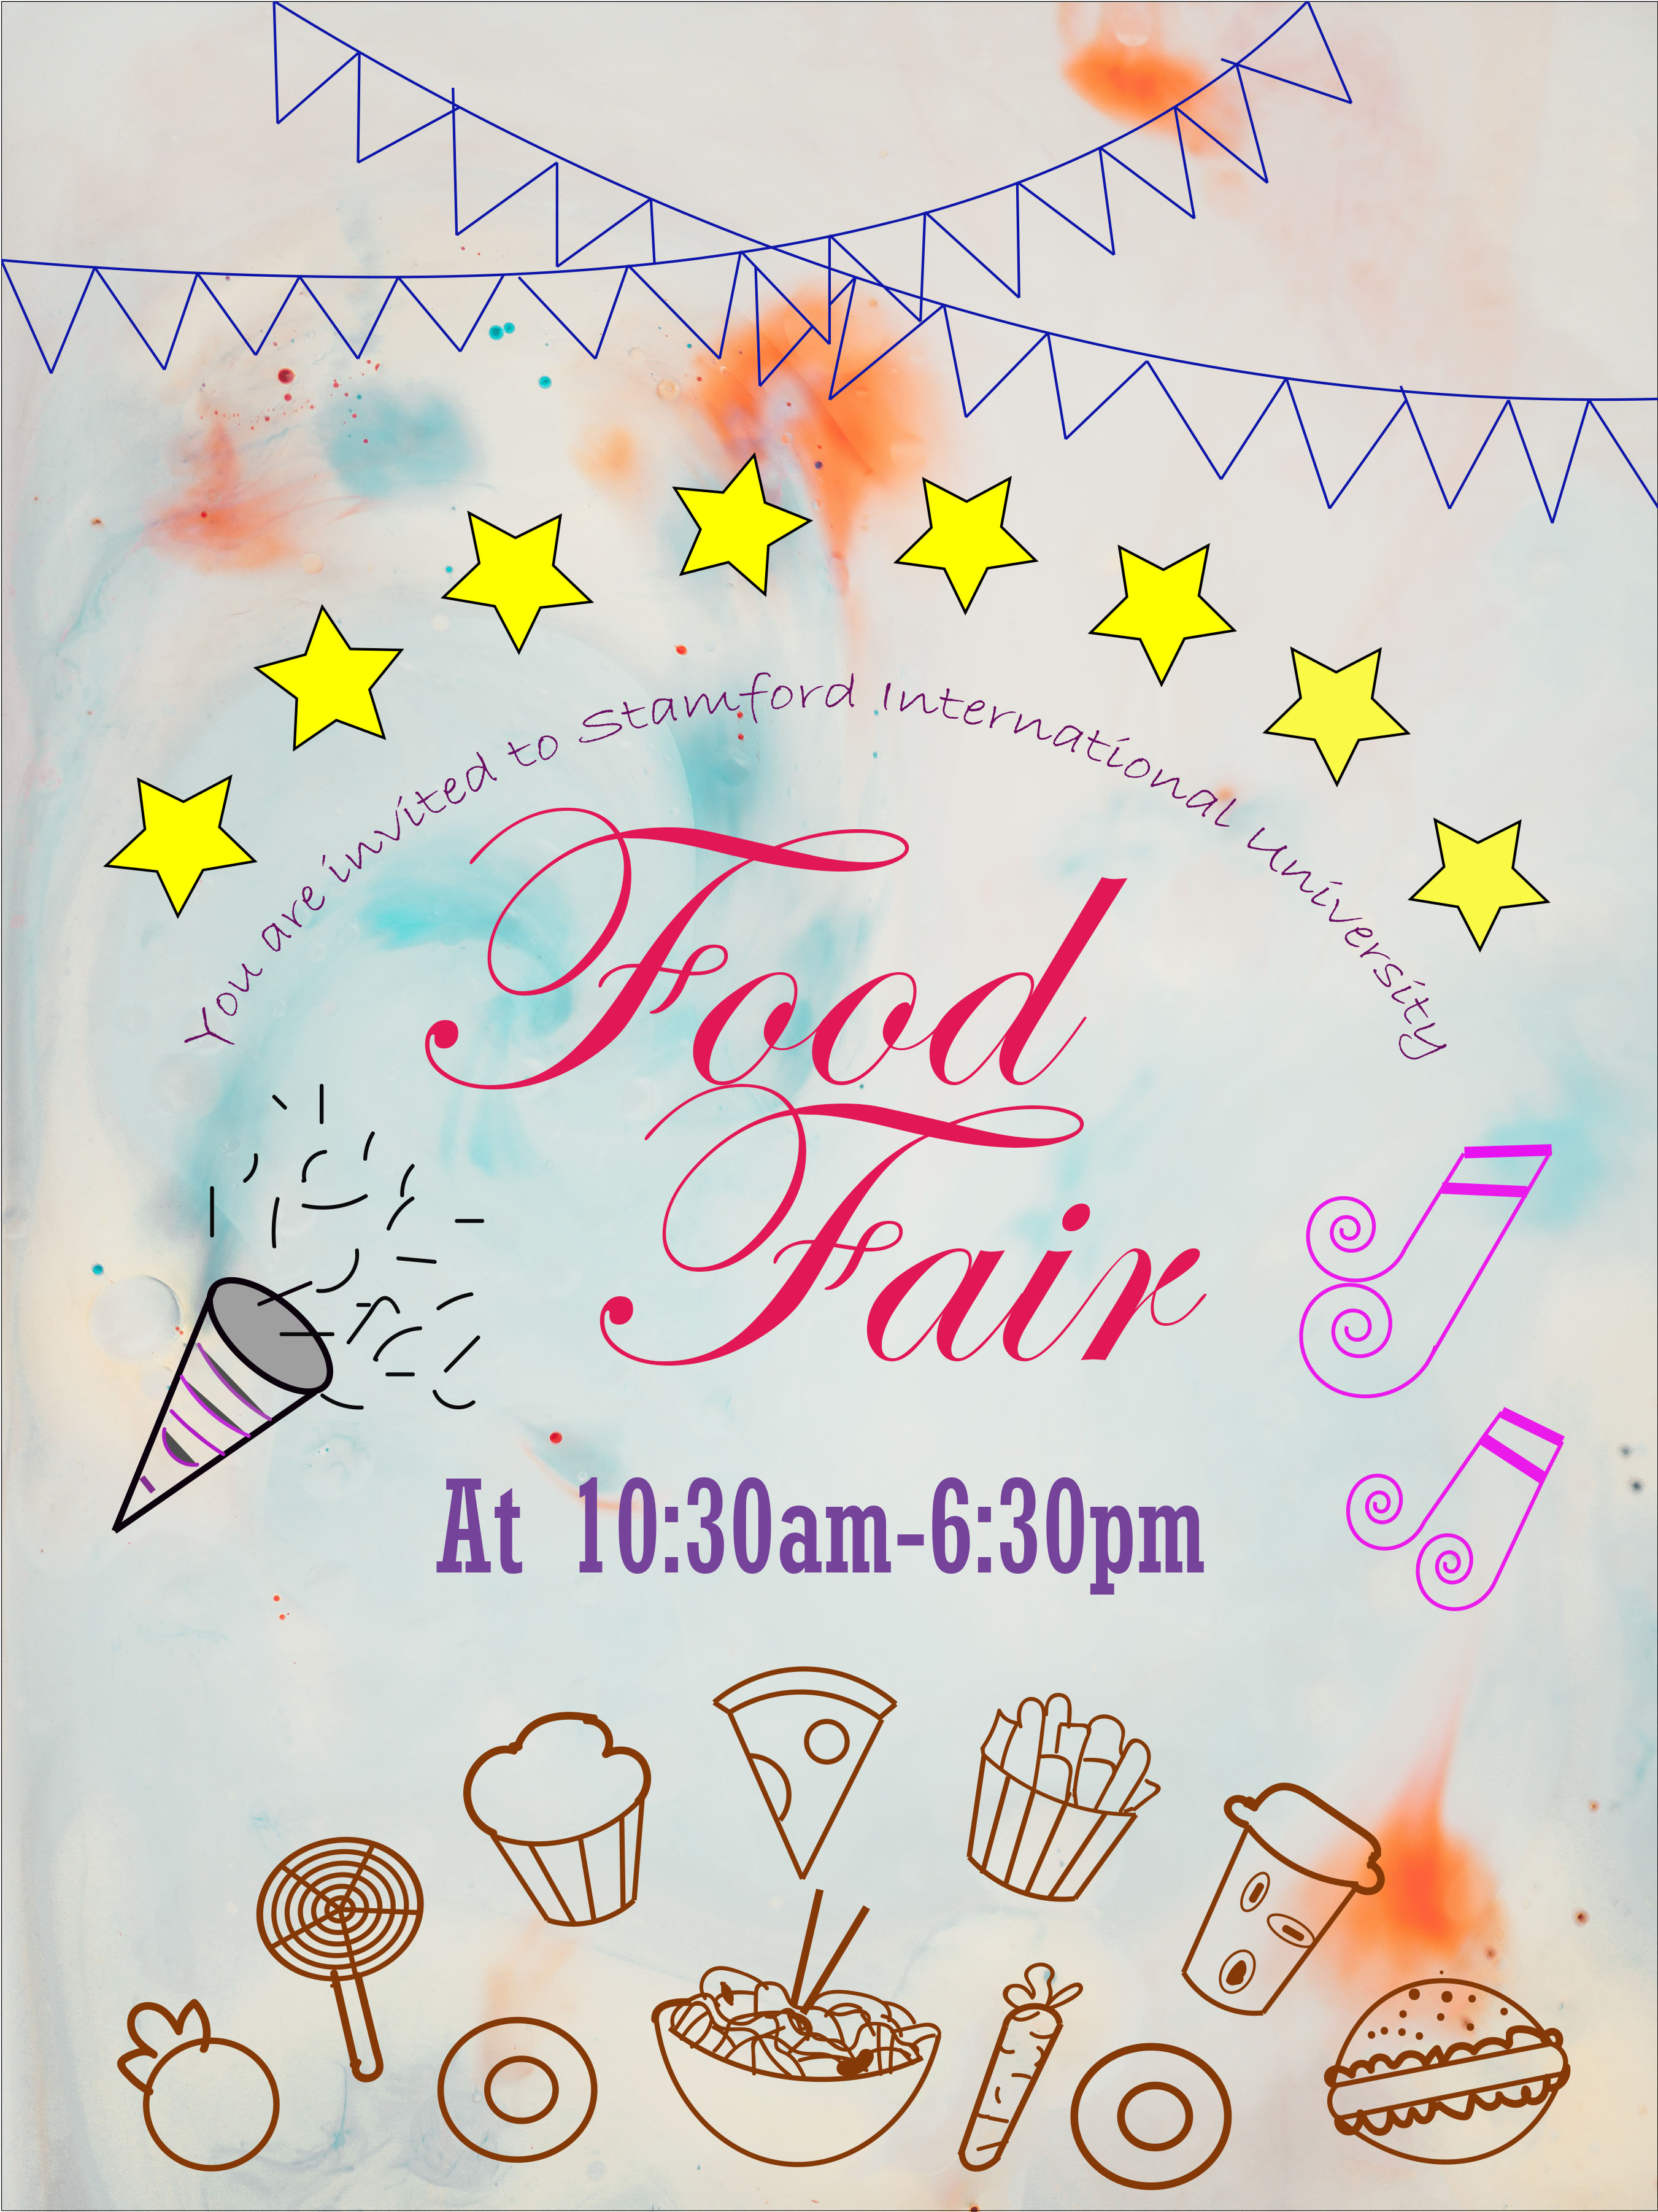 You are invited to Stamford International University
Food
Fair
At 10:30am-6:30pm